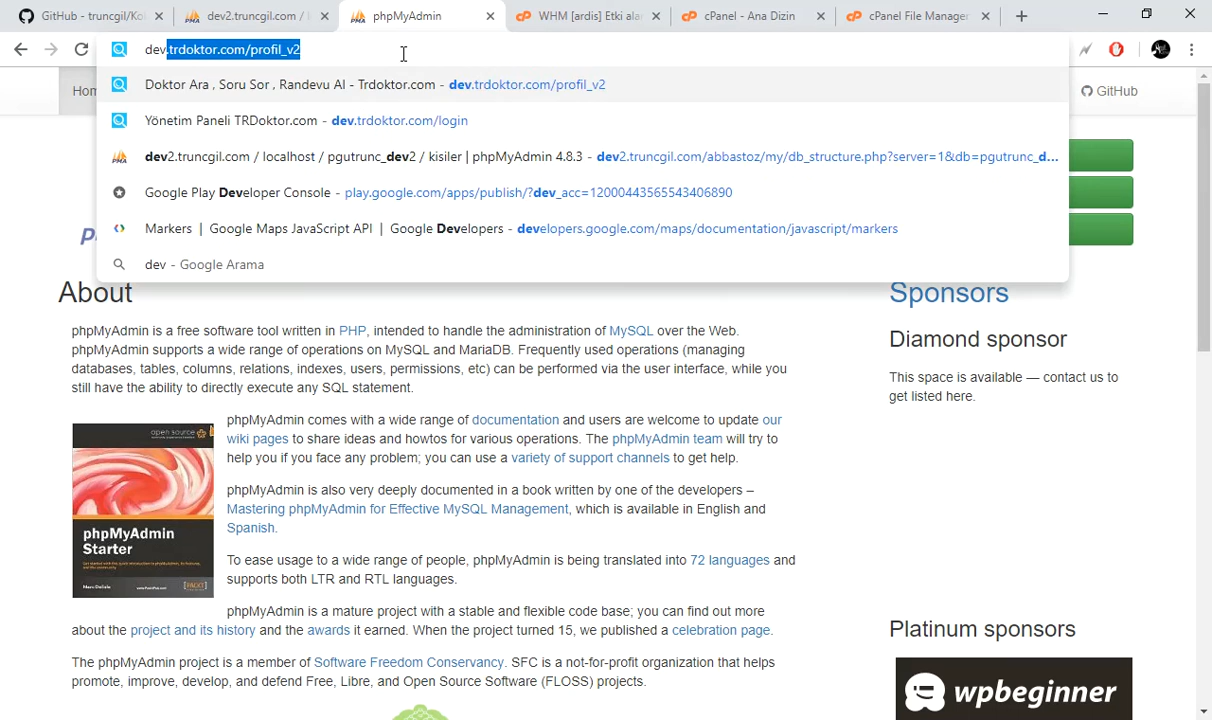 GitHub - truncgil/Kol
dev2.truncgil.com / l
phpMyAdmin
WHM [ardis] Etki ala
cPanel - Ana Dizin
cPanel File Manager
dev.trdoktor.com/profil_v2
Doktor Ara , Soru Sor , Randevu Al - Trdoktor.com - dev.trdoktor.com/profil_v2
Yönetim Paneli TRDoktor.com - dev.trdoktor.com/login
dev2.truncgil.com / localhost / pgutrunc_dev2 / kisiler | phpMyAdmin 4.8.3 - dev2.truncgil.com/abbastoz/my/db_structure.php?server=1&db=pgutrunc_d...
Google Play Developer Console - play.google.com/apps/publish/?dev_acc=12000443565543406890
Markers | Google Maps JavaScript API | Google Developers - developers.google.com/maps/documentation/javascript/markers
dev - Google Arama
Hom
GitHub
About
phpMyAdmin is a free software tool written in PHP, intended to handle the administration of MySQL over the Web.
phpMyAdmin supports a wide range of operations on MySQL and MariaDB. Frequently used operations (managing
databases, tables, columns, relations, indexes, users, permissions, etc) can be performed via the user interface, while you
still have the ability to directly execute any SQL statement.
open source
phpMyAdmin
Starter
[PACKT]
phpMyAdmin comes with a wide range of documentation and users are welcome to update our
wiki pages to share ideas and howtos for various operations. The phpMyAdmin team will try to
help you if you face any problem; you can use a variety of support channels to get help.
phpMyAdmin is also very deeply documented in a book written by one of the developers –
Mastering phpMyAdmin for Effective MySQL Management, which is available in English and
Spanish.
To ease usage to a wide range of people, phpMyAdmin is being translated into 72 languages and
supports both LTR and RTL languages.
phpMyAdmin is a mature project with a stable and flexible code base; you can find out more
about the project and its history and the awards it earned. When the project turned 15, we published a celebration page.
The phpMyAdmin project is a member of Software Freedom Conservancy. SFC is a not-for-profit organization that helps
promote, improve, develop, and defend Free, Libre, and Open Source Software (FLOSS) projects.
Sponsors
Diamond sponsor
This space is available — contact us to
get listed here.
Platinum sponsors
wpbeginner